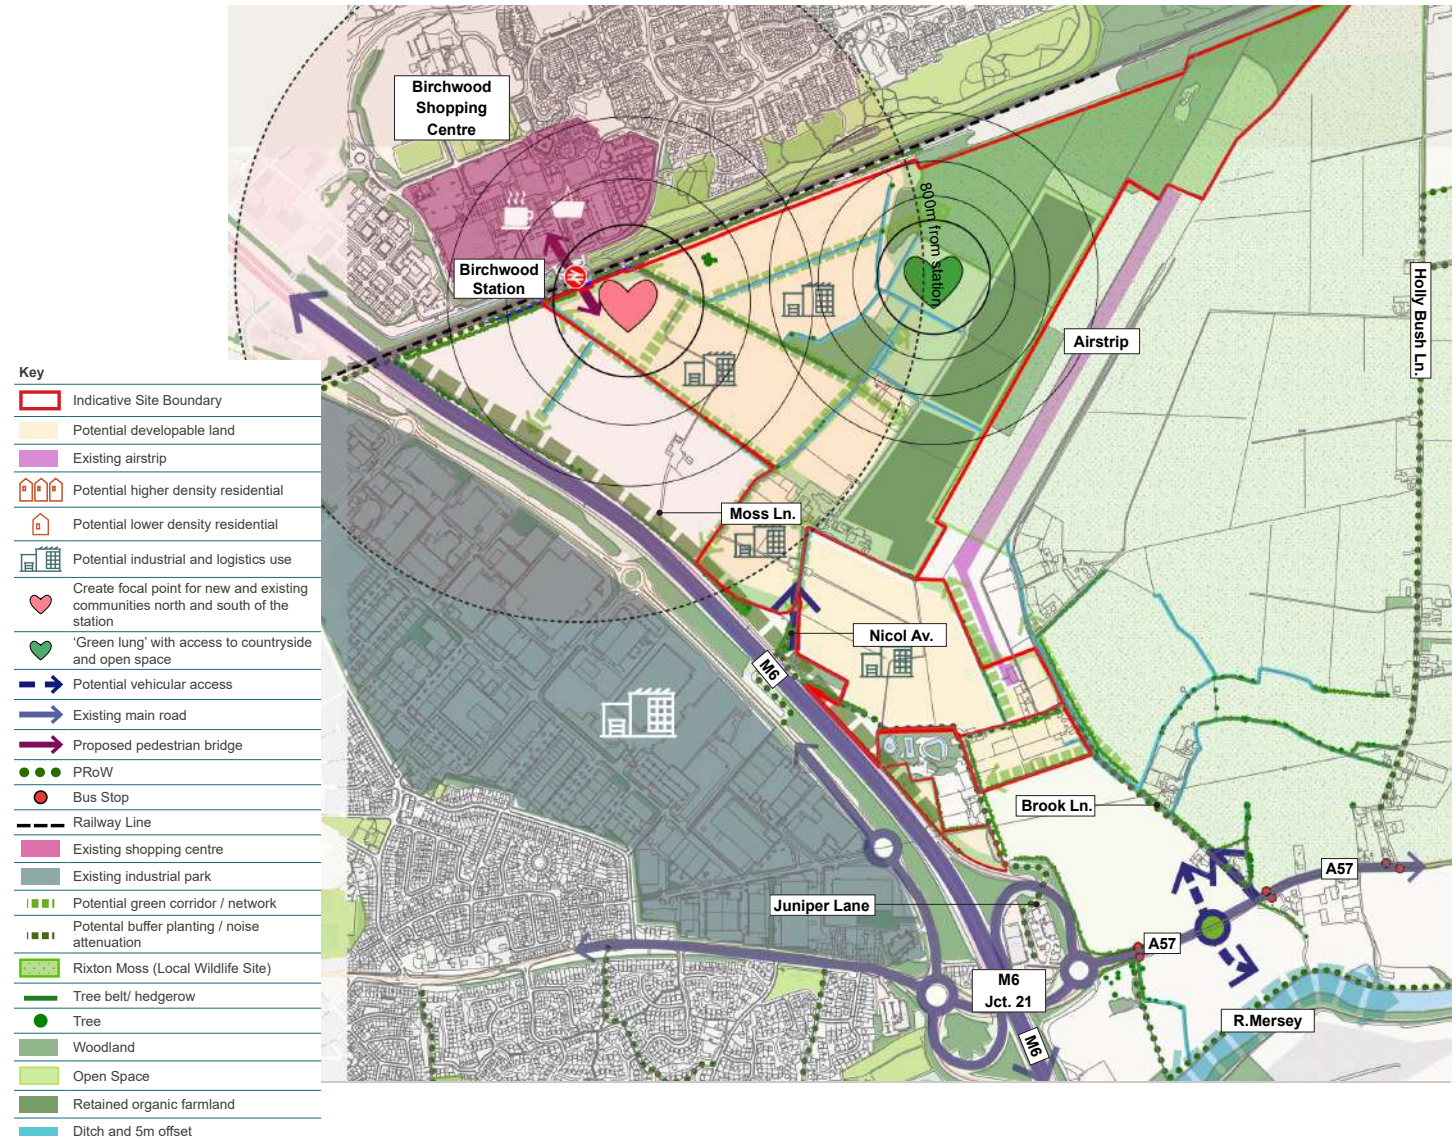 Birchwood
Shopping
Centre
Birchwood
Station
800m from station
Holly Bush Ln.
Airstrip
Moss Ln.
Nicol Av.
M6
Brook Ln.
A57
Juniper Lane
A57
M6
Jct. 21
M6
R.Mersey
Key
Indicative Site Boundary
Potential developable land
Existing airstrip
Potential higher density residential
Potential lower density residential
Potential industrial and logistics use
Create focal point for new and existing
communities north and south of the
station
‘Green lung’ with access to countryside
and open space
Potential vehicular access
Existing main road
Proposed pedestrian bridge
PRoW
Bus Stop
Railway Line
Existing shopping centre
Existing industrial park
Potential green corridor / network
Potental buffer planting / noise
attenuation
Rixton Moss (Local Wildlife Site)
Tree belt/ hedgerow
Tree
Woodland
Open Space
Retained organic farmland
Ditch and 5m offset